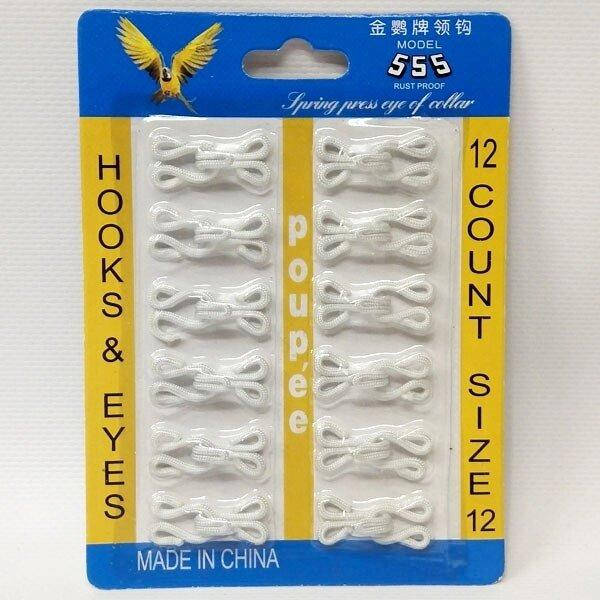 金鹦牌领钩
MODEL
555
RUST PROOF
Spring press eye of collar
HOOKS & EYES
poupée
12 COUNT SIZE 12
MADE IN CHINA